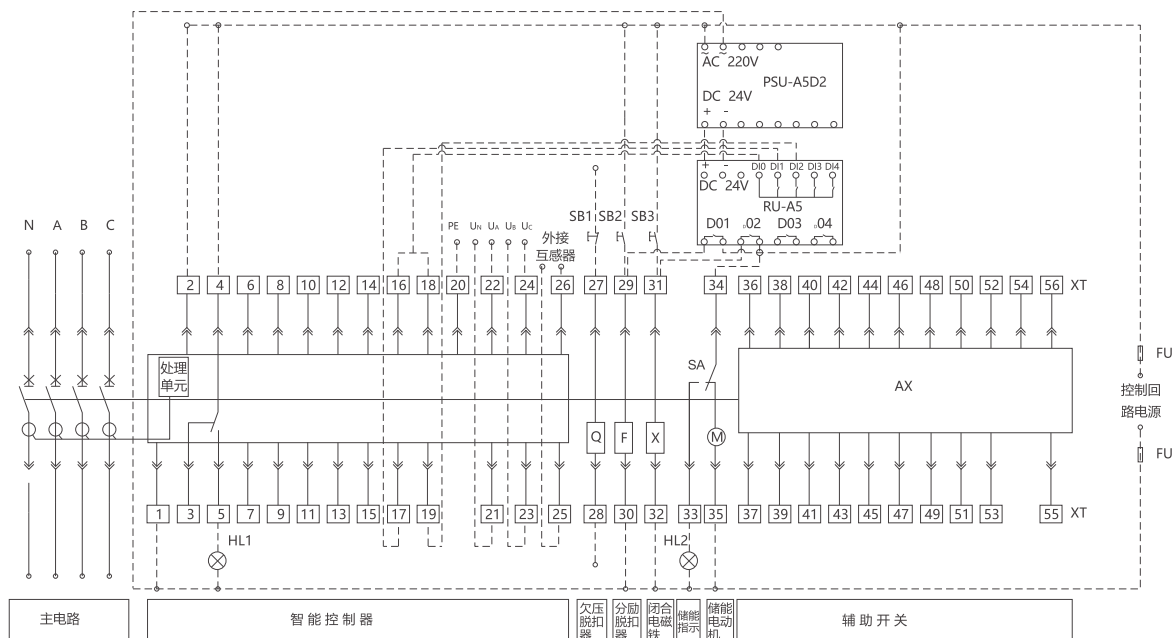 AC 220V
PSU-A5D2
DC 24V
+ -
+ - DI0 DI1 DI2 DI3 DI4
DC 24V
RU-A5
D01 D02 D03 D04
N A B C
PE UN UA UB UC
外接
互感器
SB1 SB2 SB3
2 4 6 8 10 12 14 16 18 20 22 24 26 27 29 31 34 36 38 40 42 44 46 48 50 52 54 56 XT
处理
单元
SA
AX
FU
控制回
路电源
FU
Q F X M
1 3 5 7 9 11 13 15 17 19 21 23 25 28 30 32 33 35 37 39 41 43 45 47 49 51 53 55 XT
HL1
HL2
主电路
智能控制器
欠压
脱扣
器
分励
脱扣
器
闭合
电磁
铁
储能
指示
储能
电动
机
辅助开关